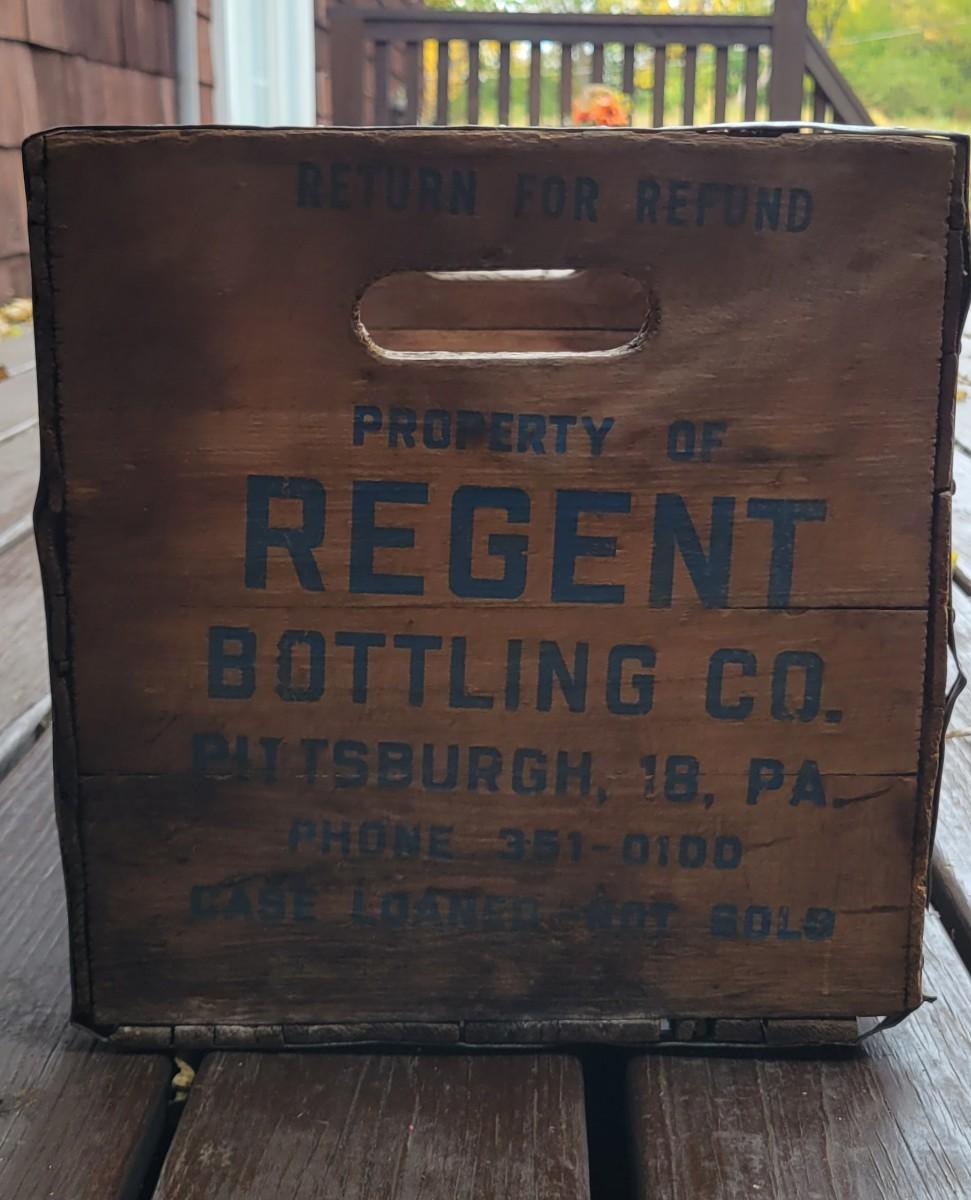 RETURN FOR REFUND
PROPERTY OF
REGENT
BOTTLING CO.
PITTSBURGH, 18, PA.
PHONE 351-0100
CASE LOANED-NOT SOLD